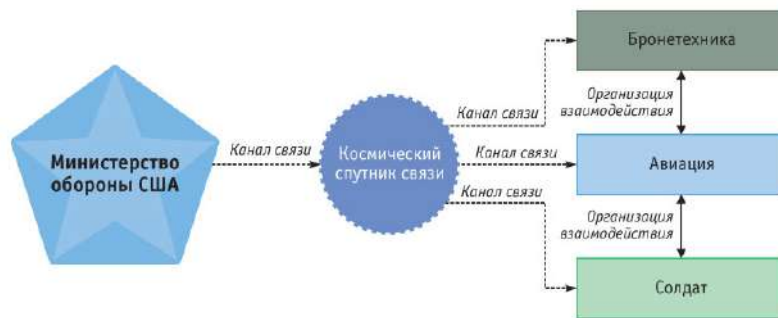 Министерство
обороны США
Канал связи
Космический
спутник связи
Канал связи
Канал связи
Канал связи
Бронетехника
Организация
взаимодействия
Авиация
Организация
взаимодействия
Солдат